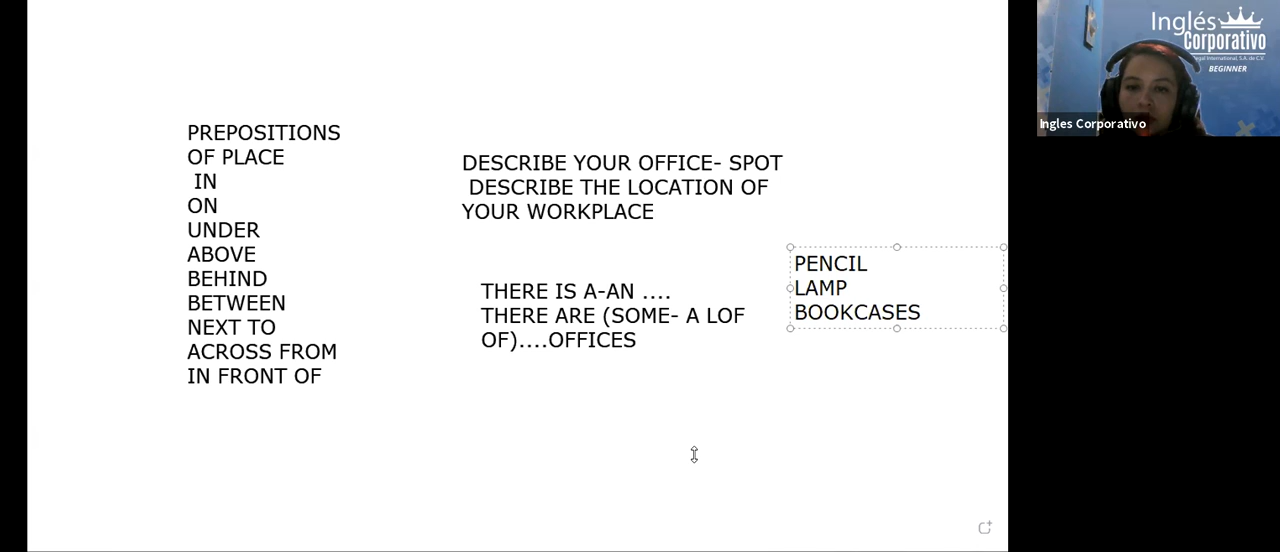 PREPOSITIONS
OF PLACE
IN
ON
UNDER
ABOVE
BEHIND
BETWEEN
NEXT TO
ACROSS FROM
IN FRONT OF
DESCRIBE YOUR OFFICE- SPOT
DESCRIBE THE LOCATION OF
YOUR WORKPLACE
THERE IS A-AN ....
THERE ARE (SOME- A LOF
OF)....OFFICES
PENCIL
LAMP
BOOKCASES
Inglés
Corporativo
International, S.A. de C.V.
BEGINNER
Ingles Corporativo